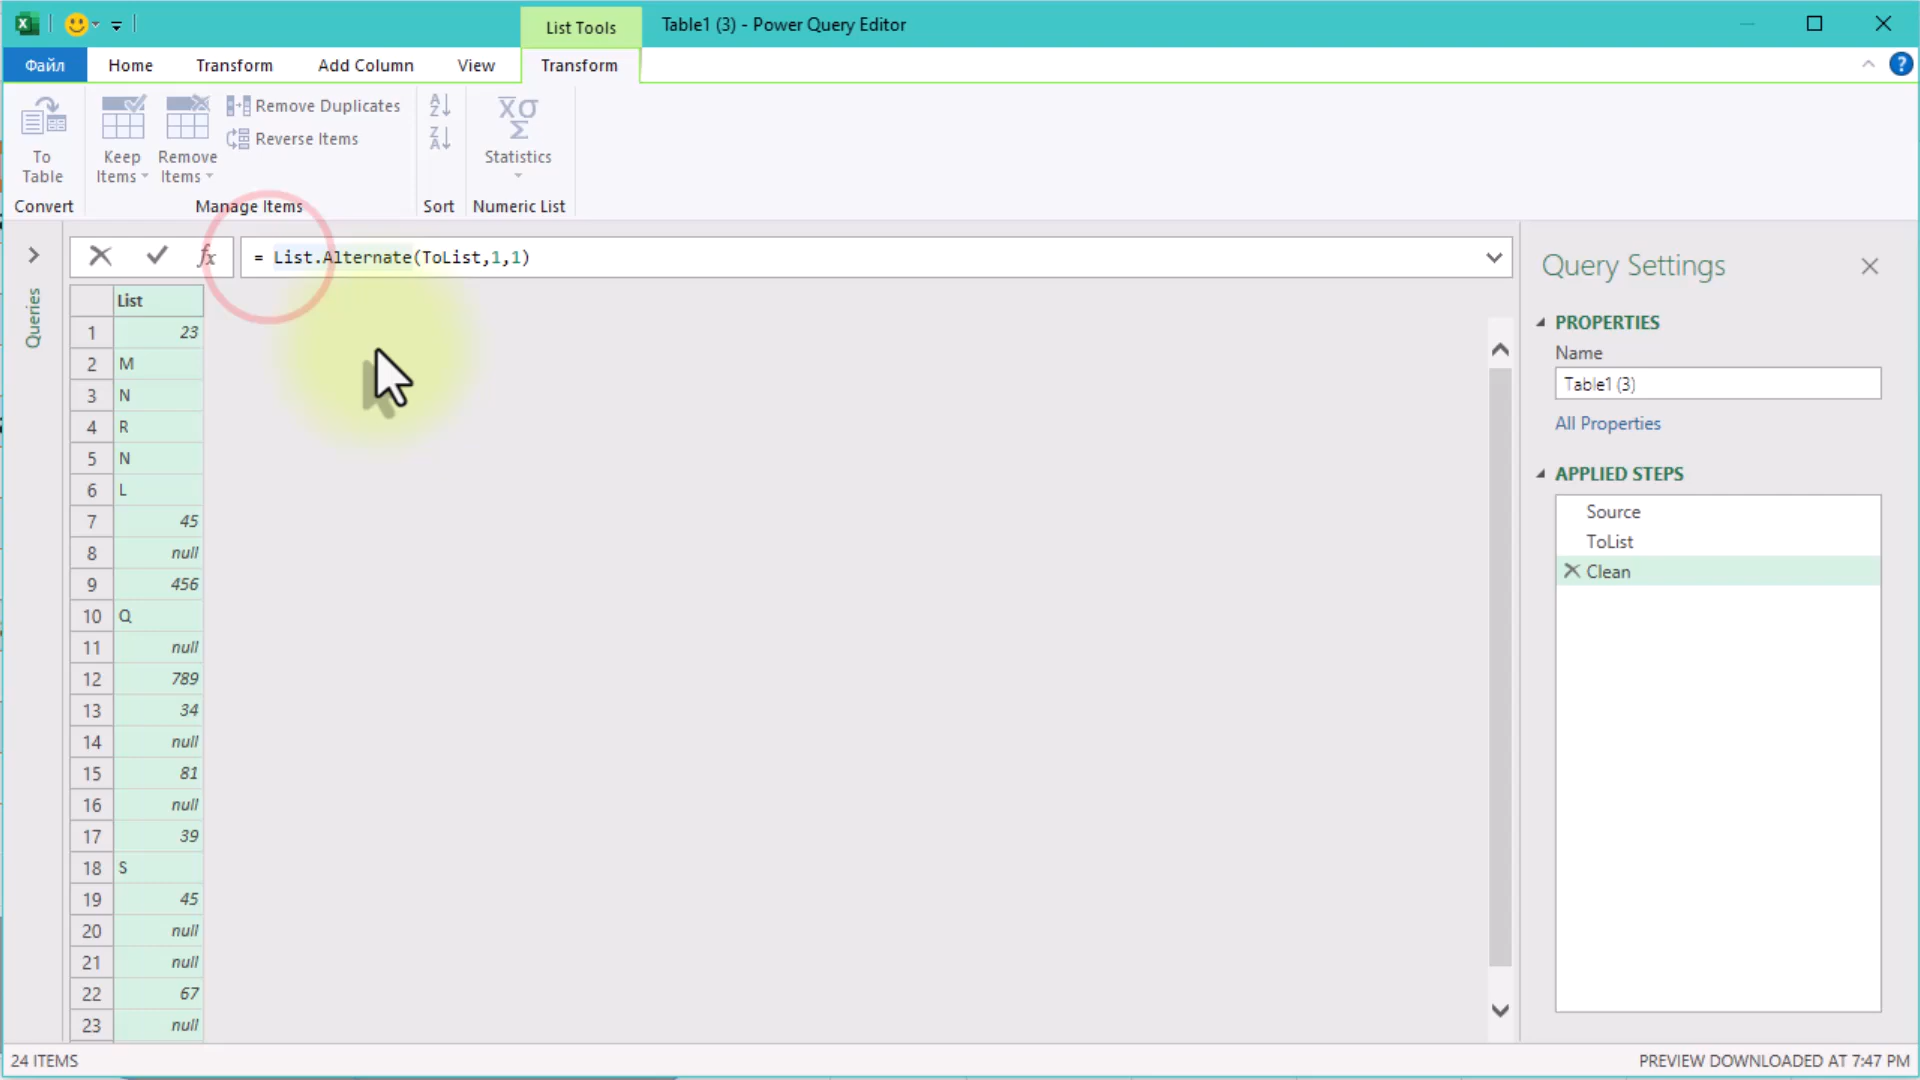 List Tools
Table1 (3) - Power Query Editor
Файл
Home
Transform
Add Column
View
Transform
To Table
Keep Items
Remove Items
Remove Duplicates
Reverse Items
Statistics
Convert
Manage Items
Sort
Numeric List
= List.Alternate(ToList,1,1)
Queries
List
1 23
2 M
3 N
4 R
5 N
6 L
7 45
8 null
9 456
10 Q
11 null
12 789
13 34
14 null
15 81
16 null
17 39
18 S
19 45
20 null
21 null
22 67
23 null
Query Settings
PROPERTIES
Name
Table1 (3)
All Properties
APPLIED STEPS
Source
ToList
Clean
24 ITEMS
PREVIEW DOWNLOADED AT 7:47 PM